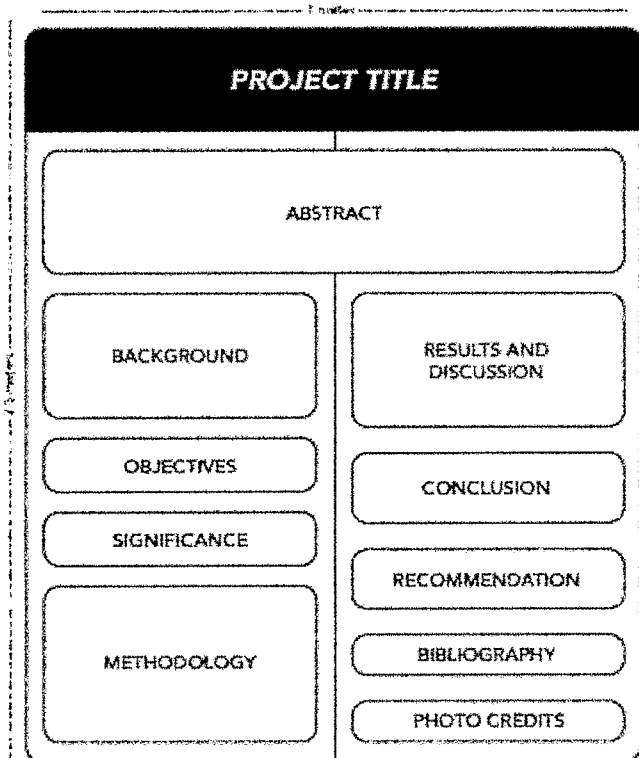 PROJECT TITLE
ABSTRACT
BACKGROUND
OBJECTIVES
SIGNIFICANCE
METHODOLOGY
RESULTS AND
DISCUSSION
CONCLUSION
RECOMMENDATION
BIBLIOGRAPHY
PHOTO CREDITS